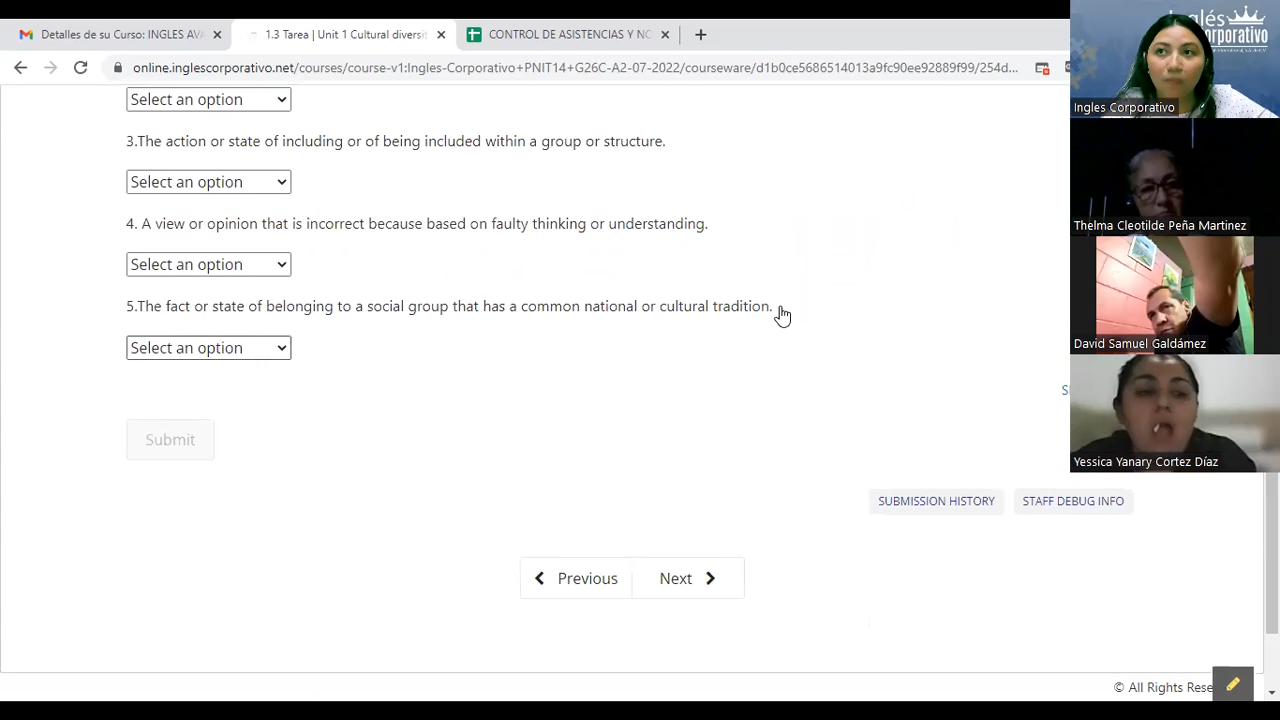 Detalles de su Curso: INGLES AVA
1.3 Tarea | Unit 1 Cultural diversit
CONTROL DE ASISTENCIAS Y NO
online.inglescorporativo.net/courses/course-v1:Ingles-Corporativo+PNIT14+G26C-A2-07-2022/courseware/d1b0ce5686514013a9fc90ee92889f99/254d...
Select an option
3.The action or state of including or of being included within a group or structure.
Select an option
4. A view or opinion that is incorrect because based on faulty thinking or understanding.
Select an option
5.The fact or state of belonging to a social group that has a common national or cultural tradition.
Select an option
S
Submit
SUBMISSION HISTORY
STAFF DEBUG INFO
Previous
Next
© All Rights Rese
Inglés
Corporativo
Ingles Corporativo
Thelma Cleotilde Peña Martinez
David Samuel Galdámez
Yessica Yanary Cortez Díaz